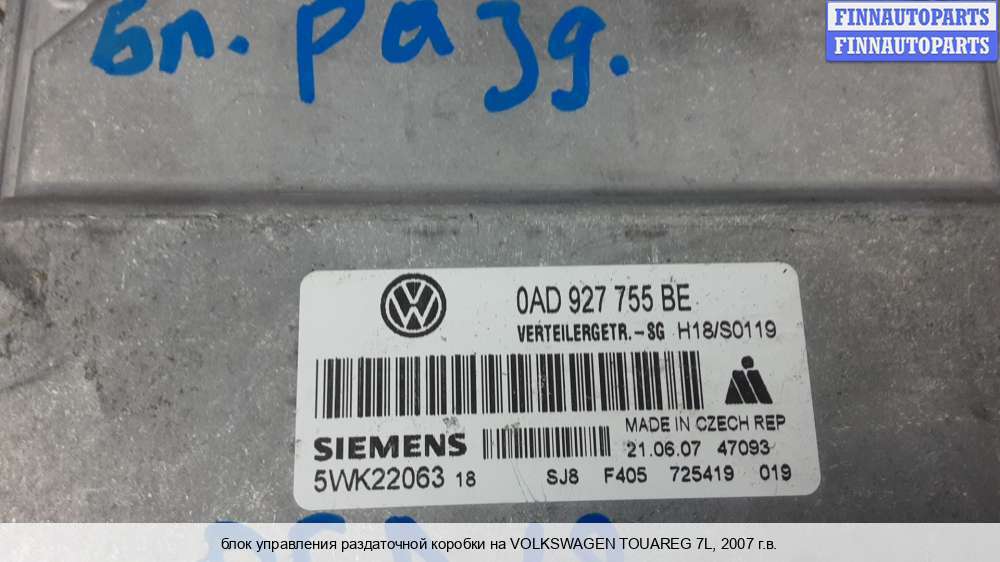 FINNAUTOPARTS
FINNAUTOPARTS
Бл. разд.
0AD 927 755 BE
VERTEILERGETR.-SG H18/S0119
MADE IN CZECH REP
SIEMENS
21.06.07 47093
5WK22063 18
SJ8 F405 725419 019
блок управления раздаточной коробки на VOLKSWAGEN TOUAREG 7L, 2007 г.в.